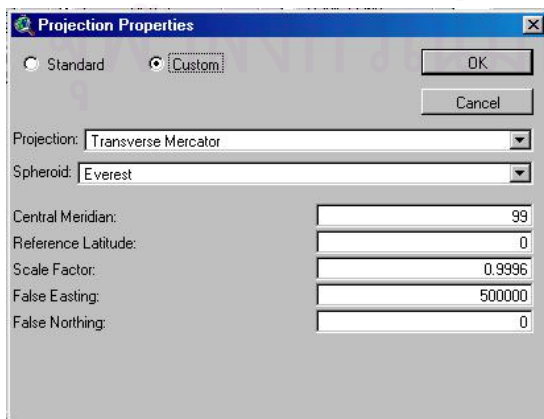 Projection Properties
Standard
Custom
OK
Cancel
Projection: Transverse Mercator
Spheroid: Everest
Central Meridian: 99
Reference Latitude: 0
Scale Factor: 0.9996
False Easting: 500000
False Northing: 0